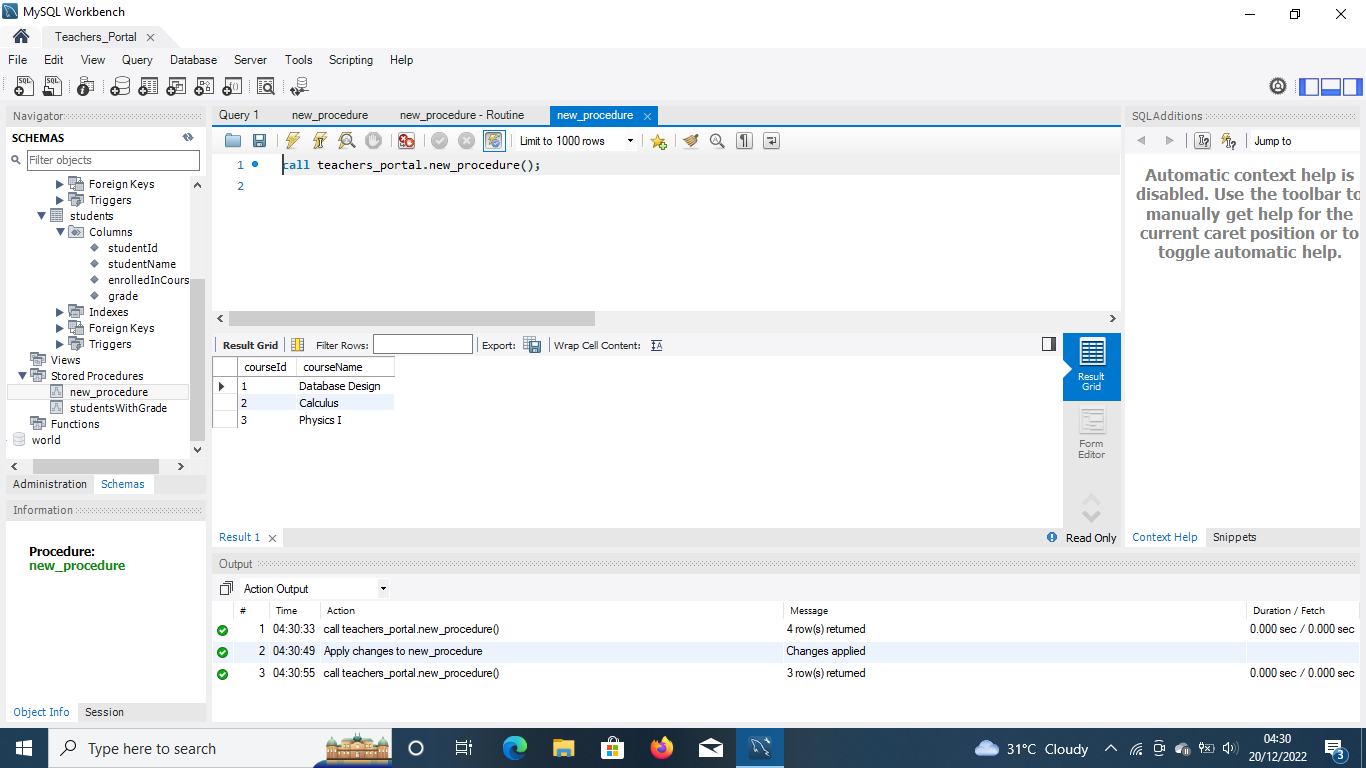 MySQL Workbench
Teachers_Portal
File Edit View Query Database Server Tools Scripting Help
Navigator
SCHEMAS
Filter objects
Foreign Keys
Triggers
students
Columns
studentId
studentName
enrolledInCours
grade
Indexes
Foreign Keys
Triggers
Views
Stored Procedures
new_procedure
studentsWithGrade
Functions
world
Administration Schemas
Information
Procedure:
new_procedure
Object Info Session
Query 1 new_procedure new_procedure - Routine new_procedure
Limit to 1000 rows
1 call teachers_portal.new_procedure();
2
Result Grid Filter Rows: Export: Wrap Cell Content:
courseId courseName
1 Database Design
2 Calculus
3 Physics I
Result Grid
Form Editor
Result 1
Read Only
SQLAdditions
Jump to
Automatic context help is
disabled. Use the toolbar to
manually get help for the
current caret position or to
toggle automatic help.
Context Help Snippets
Output
Action Output
# Time Action Message Duration / Fetch
1 04:30:33 call teachers_portal.new_procedure() 4 row(s) returned 0.000 sec / 0.000 sec
2 04:30:49 Apply changes to new_procedure Changes applied
3 04:30:55 call teachers_portal.new_procedure() 3 row(s) returned 0.000 sec / 0.000 sec
Type here to search
31°C Cloudy
04:30
20/12/2022
3